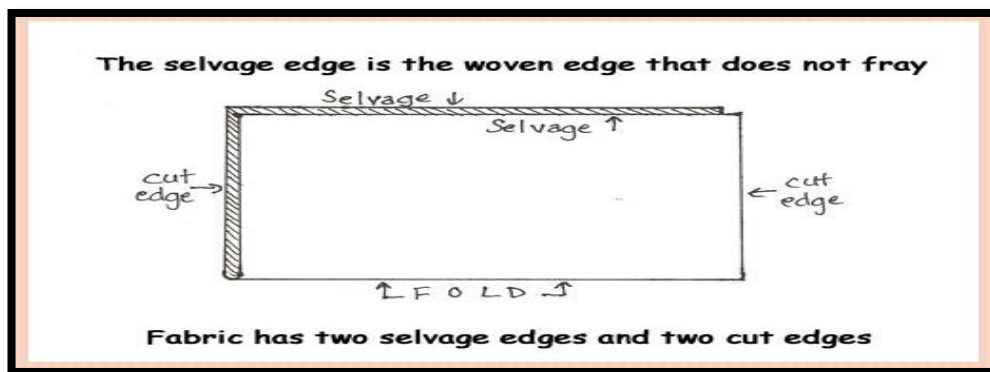 The selvage edge is the woven edge that does not fray
Selvage ↓
Selvage ↑
cut
edge →
← cut
edge
↑ FOLD ↑
Fabric has two selvage edges and two cut edges